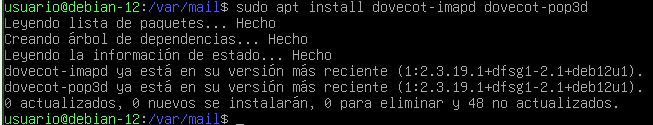 usuario@debian-12:/var/mail$ sudo apt install dovecot-imapd dovecot-pop3d
Leyendo lista de paquetes... Hecho
Creando árbol de dependencias... Hecho
Leyendo la información de estado... Hecho
dovecot-imapd ya está en su versión más reciente (1:2.3.19.1+dfsg1-2.1+deb12u1).
dovecot-pop3d ya está en su versión más reciente (1:2.3.19.1+dfsg1-2.1+deb12u1).
0 actualizados, 0 nuevos se instalarán, 0 para eliminar y 48 no actualizados.
usuario@debian-12:/var/mail$ _